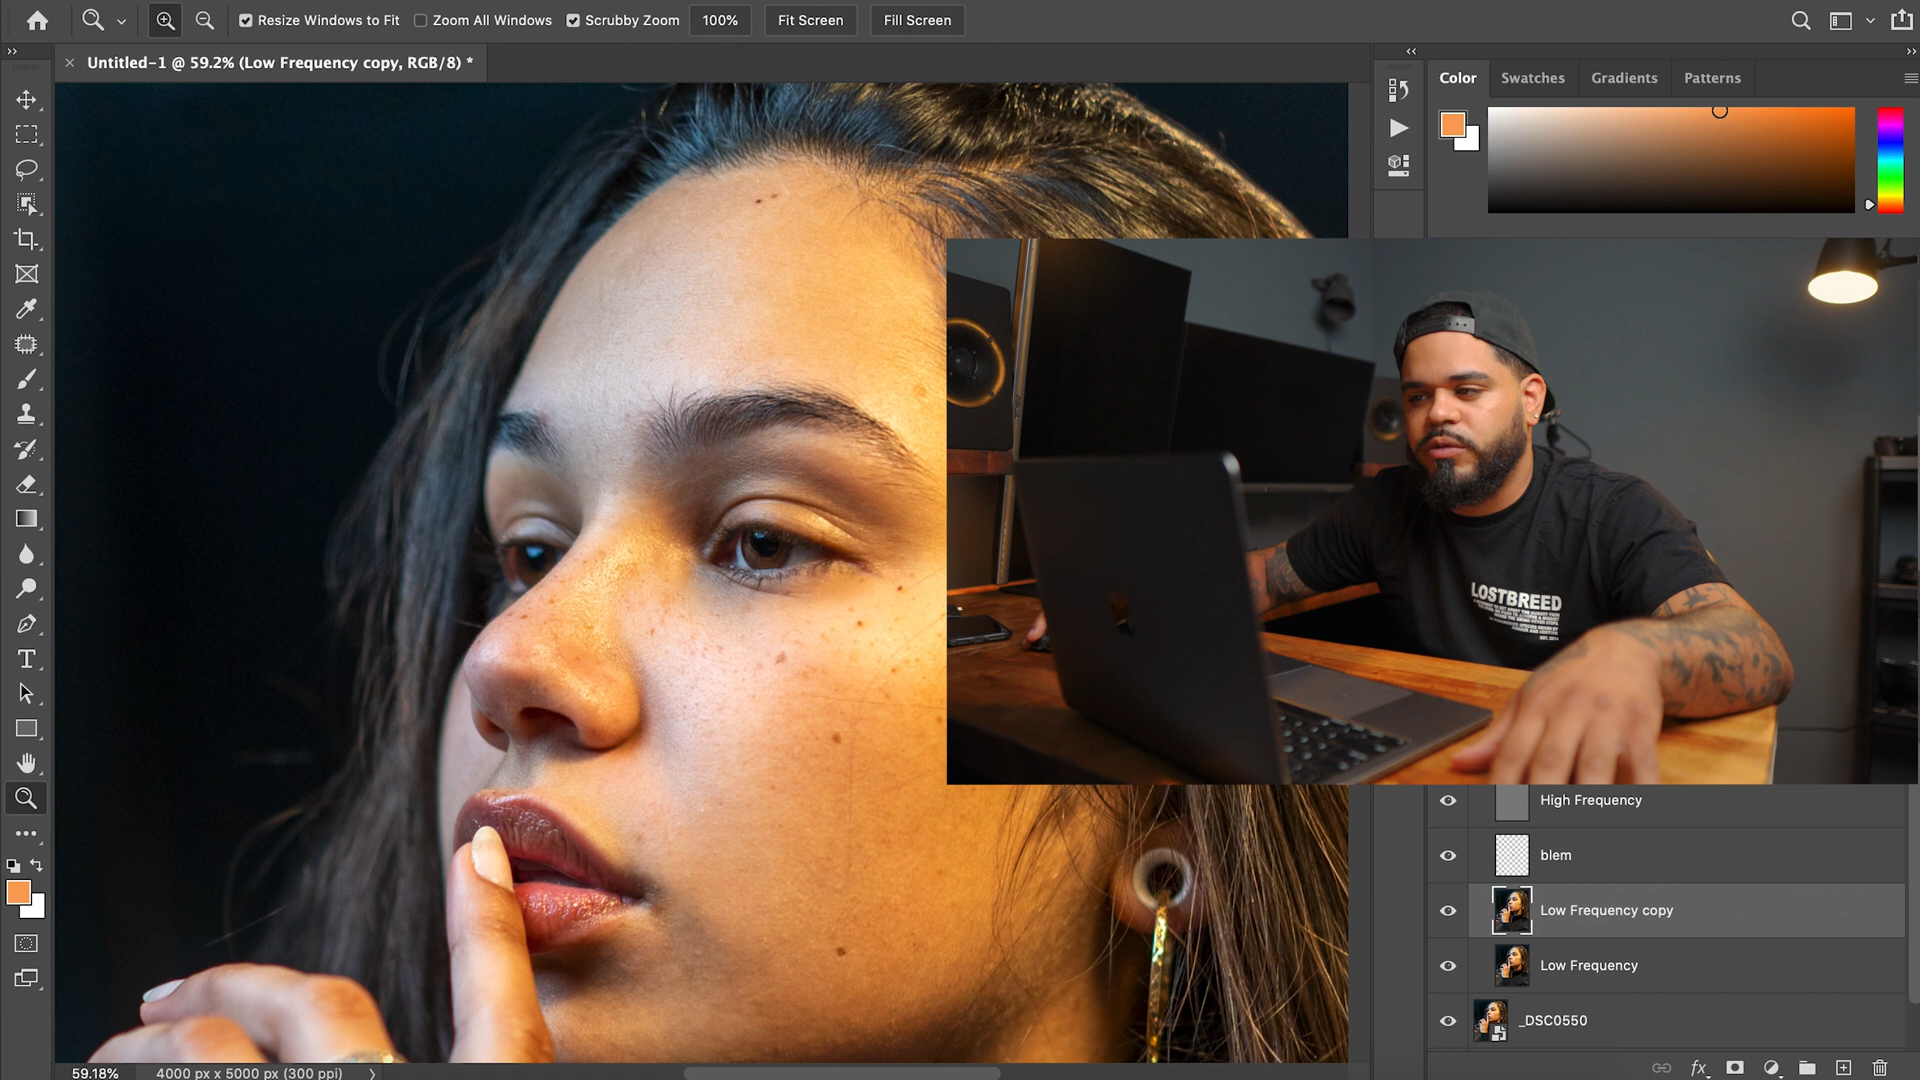 Resize Windows to Fit
Zoom All Windows
Scrubby Zoom
100%
Fit Screen
Fill Screen
Untitled-1 @ 59.2% (Low Frequency copy, RGB/8) *
Color
Swatches
Gradients
Patterns
LOSTBREED
High Frequency
blem
Low Frequency copy
Low Frequency
_DSC0550
fx
59.18%
4000 px x 5000 px (300 ppi)